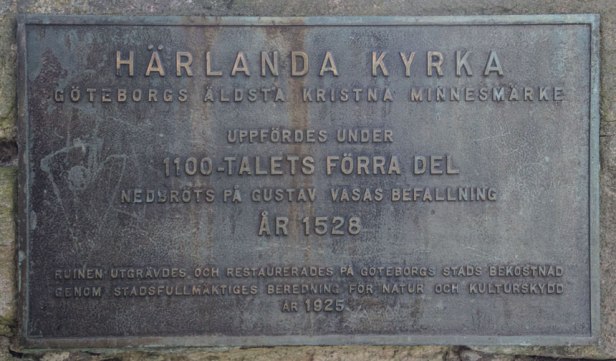 HÄRLANDA KYRKA
GÖTEBORGS ÄLDSTA KRISTNA MINNESMÄRKE
UPPFÖRDES UNDER
1100-TALETS FÖRRA DEL
NEDBRÖTS PÅ GUSTAV VASAS BEFALLNING
ÅR 1528
RUINEN UTGRÄVDES OCH RESTAURERADES PÅ GÖTEBORGS STADS BEKOSTNAD
GENOM STADSFULLMÄKTIGES BEREDNING FÖR NATUR OCH KULTURSKYDD
ÅR 1925